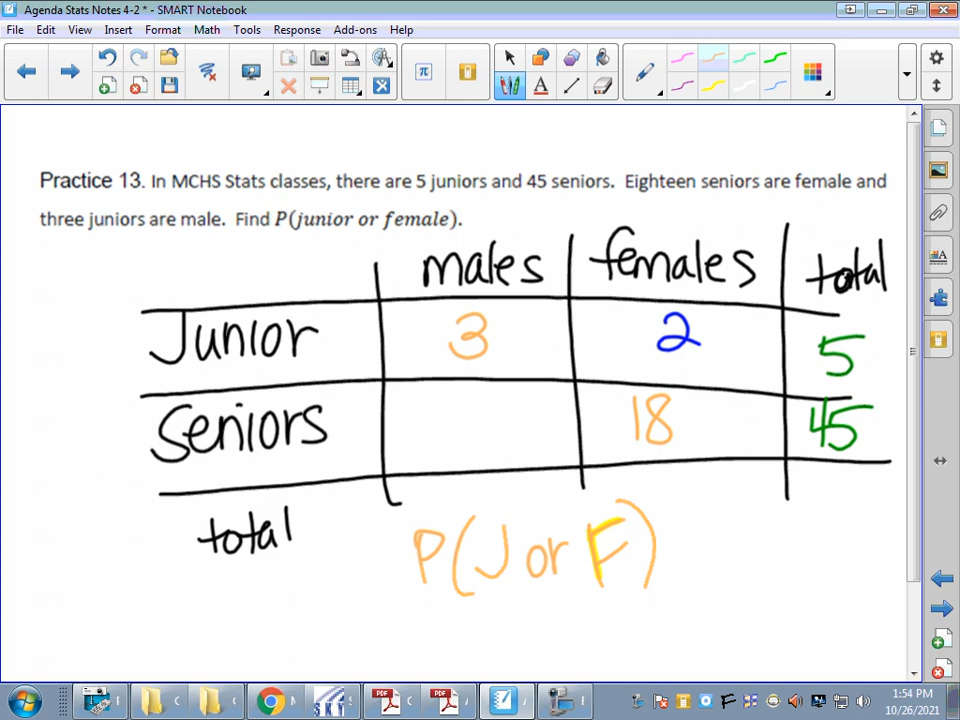 Agenda Stats Notes 4-2 * - SMART Notebook
File Edit View Insert Format Math Tools Response Add-ons Help
Practice 13. In MCHS Stats classes, there are 5 juniors and 45 seniors. Eighteen seniors are female and
three juniors are male. Find P(junior or female).
males females total
Junior 3 2 5
Seniors 18 45
total
P(J or F)
1:54 PM
10/26/2021